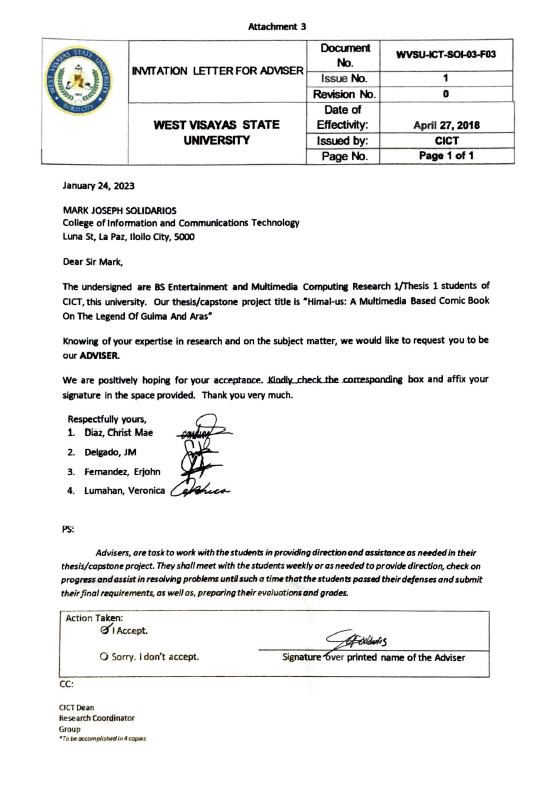 Attachment 3
WEST VISAYAS STATE UNIVERSITY
ILOILO CITY
INVITATION LETTER FOR ADVISER
Document No.
WVSU-ICT-SOI-03-F03
Issue No.
1
Revision No.
0
WEST VISAYAS STATE
UNIVERSITY
Date of Effectivity:
April 27, 2018
Issued by:
CICT
Page No.
Page 1 of 1
January 24, 2023
MARK JOSEPH SOLIDARIOS
College of Information and Communications Technology
Luna St, La Paz, Iloilo City, 5000
Dear Sir Mark,
The undersigned are BS Entertainment and Multimedia Computing Research 1/Thesis 1 students of
CICT, this university. Our thesis/capstone project title is "Himal-us: A Multimedia Based Comic Book
On The Legend Of Guima And Aras"
Knowing of your expertise in research and on the subject matter, we would like to request you to be
our ADVISER.
We are positively hoping for your acceptance. Kindly check the corresponding box and affix your
signature in the space provided. Thank you very much.
Respectfully yours,
1. Diaz, Christ Mae
2. Delgado, JM
3. Fernandez, Erjohn
4. Lumahan, Veronica
PS:
Advisers, are task to work with the students in providing direction and assistance as needed in their
thesis/capstone project. They shall meet with the students weekly or as needed to provide direction, check on
progress and assist in resolving problems until such a time that the students passed their defenses and submit
their final requirements, as well as, preparing their evaluations and grades.
Action Taken:
I Accept.
Sorry. I don't accept.
Signature over printed name of the Adviser
CC:
CICT Dean
Research Coordinator
Group
*To be accomplished in 4 copies